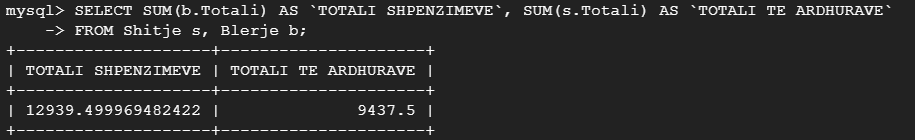 mysql> SELECT SUM(b.Totali) AS `TOTALI SHPENZIMEVE`, SUM(s.Totali) AS `TOTALI TE ARDHURAVE`
    -> FROM Shitje s, Blerje b;
+--------------------+---------------------+
| TOTALI SHPENZIMEVE | TOTALI TE ARDHURAVE |
+--------------------+---------------------+
| 12939.499969482422 |              9437.5 |
+--------------------+---------------------+